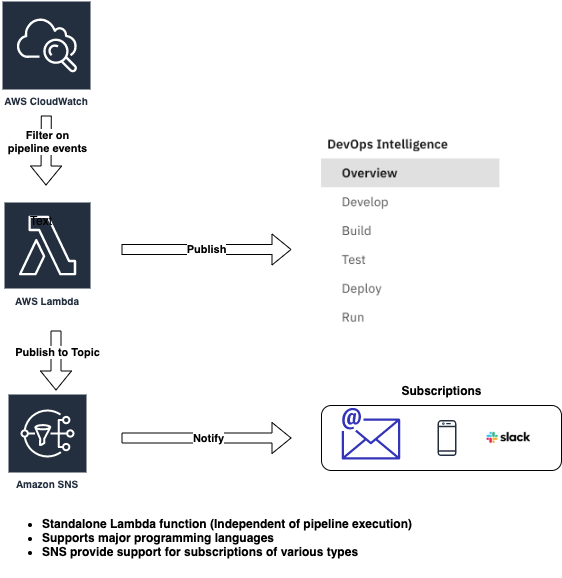 AWS CloudWatch
Filter on
pipeline events
DevOps Intelligence
Overview
Develop
Build
Test
Deploy
Run
Text
AWS Lambda
Publish
Publish to Topic
Subscriptions
@
slack
Amazon SNS
Notify
• Standalone Lambda function (Independent of pipeline execution)
• Supports major programming languages
• SNS provide support for subscriptions of various types